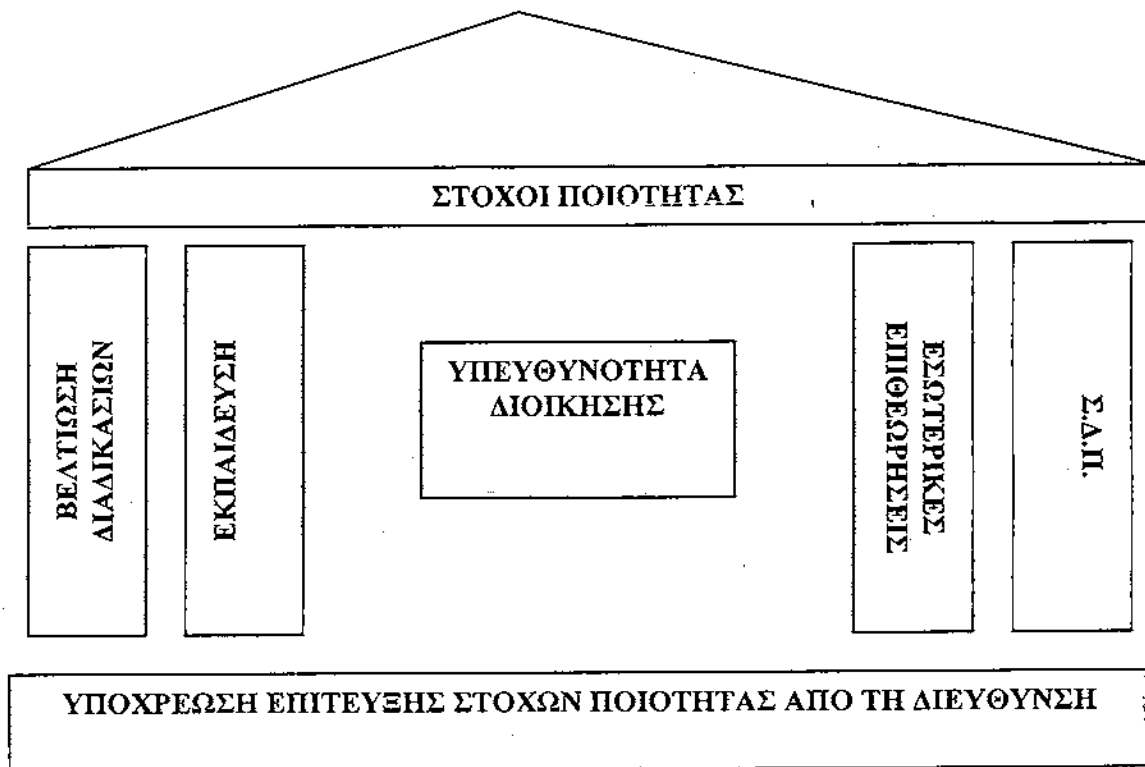 ΣΤΟΧΟΙ ΠΟΙΟΤΗΤΑΣ
ΒΕΛΤΙΩΣΗ
ΔΙΑΔΙΚΑΣΙΩΝ
ΕΚΠΑΙΔΕΥΣΗ
ΥΠΕΥΘΥΝΟΤΗΤΑ
ΔΙΟΙΚΗΣΗΣ
ΕΣΩΤΕΡΙΚΕΣ
ΕΠΙΘΕΩΡΗΣΕΙΣ
Σ.Δ.Π.
ΥΠΟΧΡΕΩΣΗ ΕΠΙΤΕΥΞΗΣ ΣΤΟΧΩΝ ΠΟΙΟΤΗΤΑΣ ΑΠΟ ΤΗ ΔΙΕΥΘΥΝΣΗ